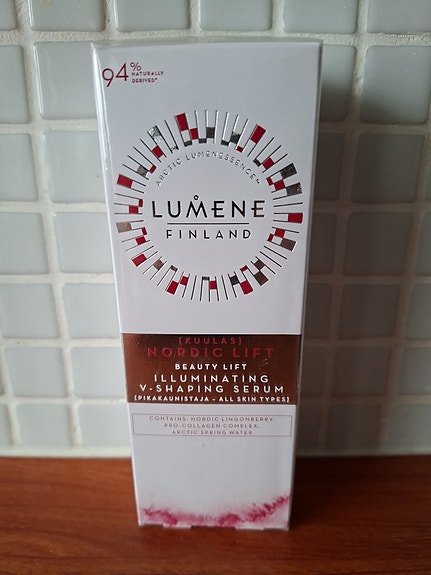 94%
NATURALLY
DERIVED*
ARCTIC LUMENESSENCE™
LUMENE
FINLAND
[KUULAS]
NORDIC LIFT
BEAUTY LIFT
ILLUMINATING
V-SHAPING SERUM
[PIKAKAUNISTAJA - ALL SKIN TYPES]
CONTAINS: NORDIC LINGONBERRY,
PRO-COLLAGEN COMPLEX,
ARCTIC SPRING WATER